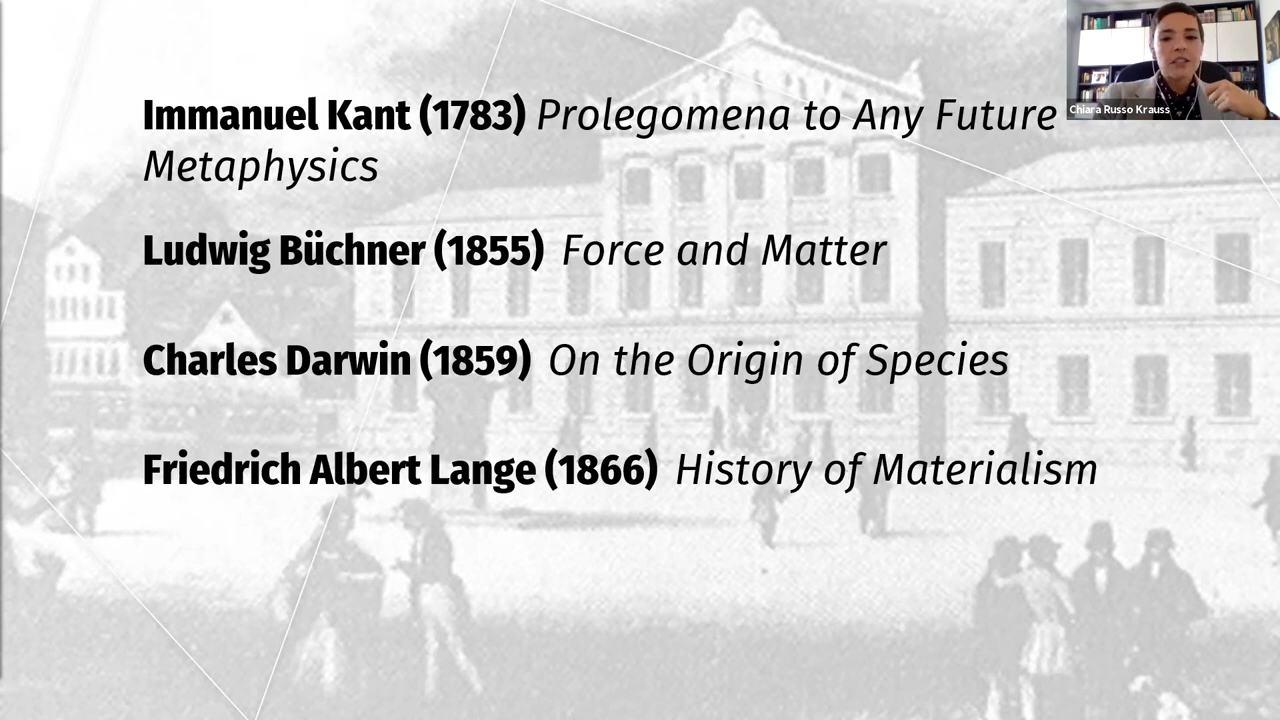 Immanuel Kant (1783) Prolegomena to Any Future
Metaphysics
Chiara Russo Krauss
Ludwig Büchner (1855) Force and Matter
Charles Darwin (1859) On the Origin of Species
Friedrich Albert Lange (1866) History of Materialism